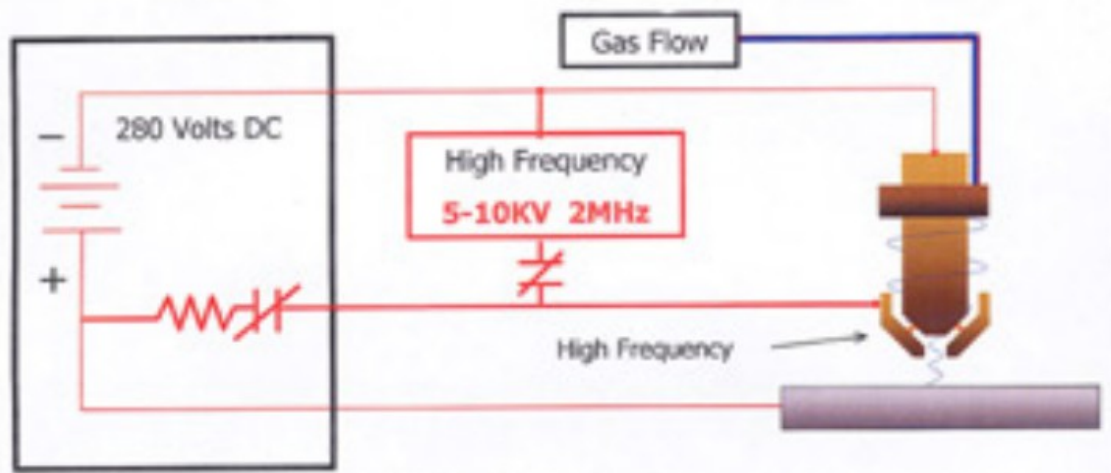 Gas Flow
−
280 Volts DC
High Frequency
5-10KV 2MHz
+
High Frequency